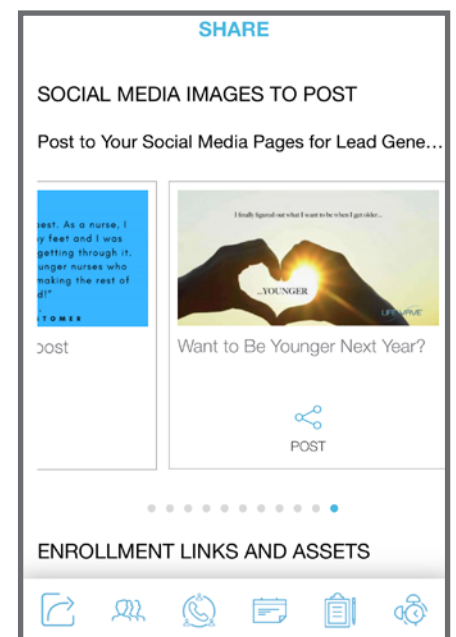 SHARE
SOCIAL MEDIA IMAGES TO POST
Post to Your Social Media Pages for Lead Gene...
est. As a nurse, I
y feet and I was
getting through it.
unger nurses who
making the rest of
d!"
TOMER
post
I finally figured out what I want to be when I get older...
...YOUNGER
LIFEWAVE
Want to Be Younger Next Year?
POST
ENROLLMENT LINKS AND ASSETS